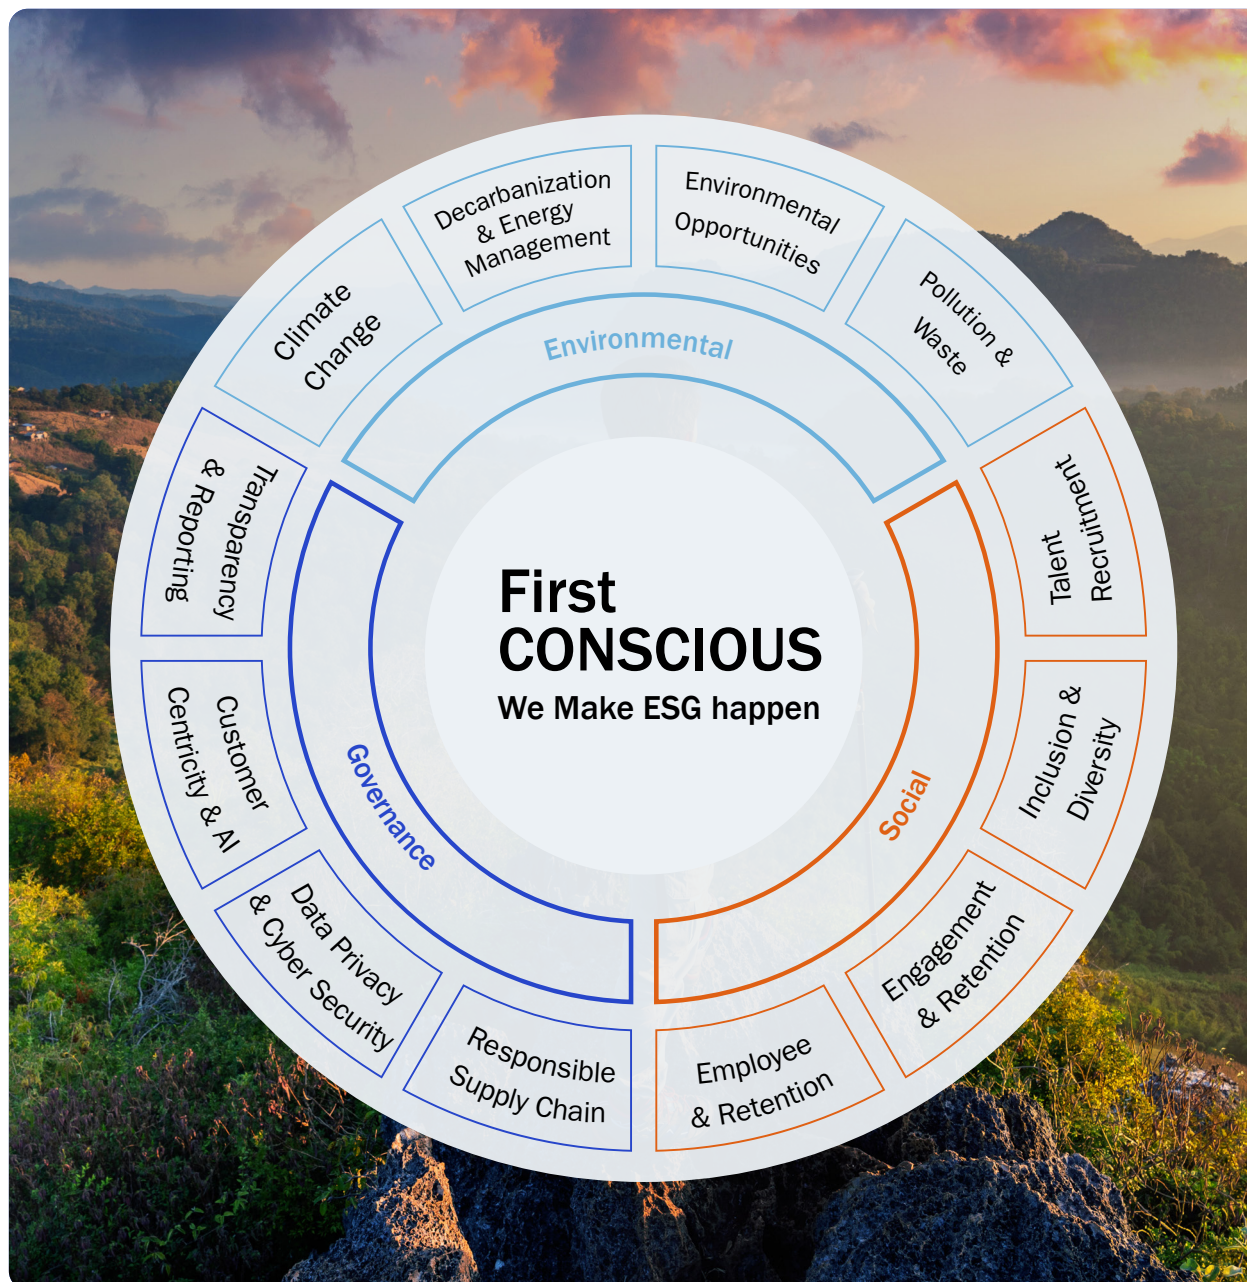 First
CONSCIOUS
We Make ESG happen
Environmental
Climate
Change
Decarbanization
& Energy
Management
Environmental
Opportunities
Pollution &
Waste
Social
Talent
Recruitment
Inclusion &
Diversity
Engagement
& Retention
Employee
& Retention
Governance
Responsible
Supply Chain
Data Privacy
& Cyber Security
Customer
Centricity & AI
Transparency
& Reporting